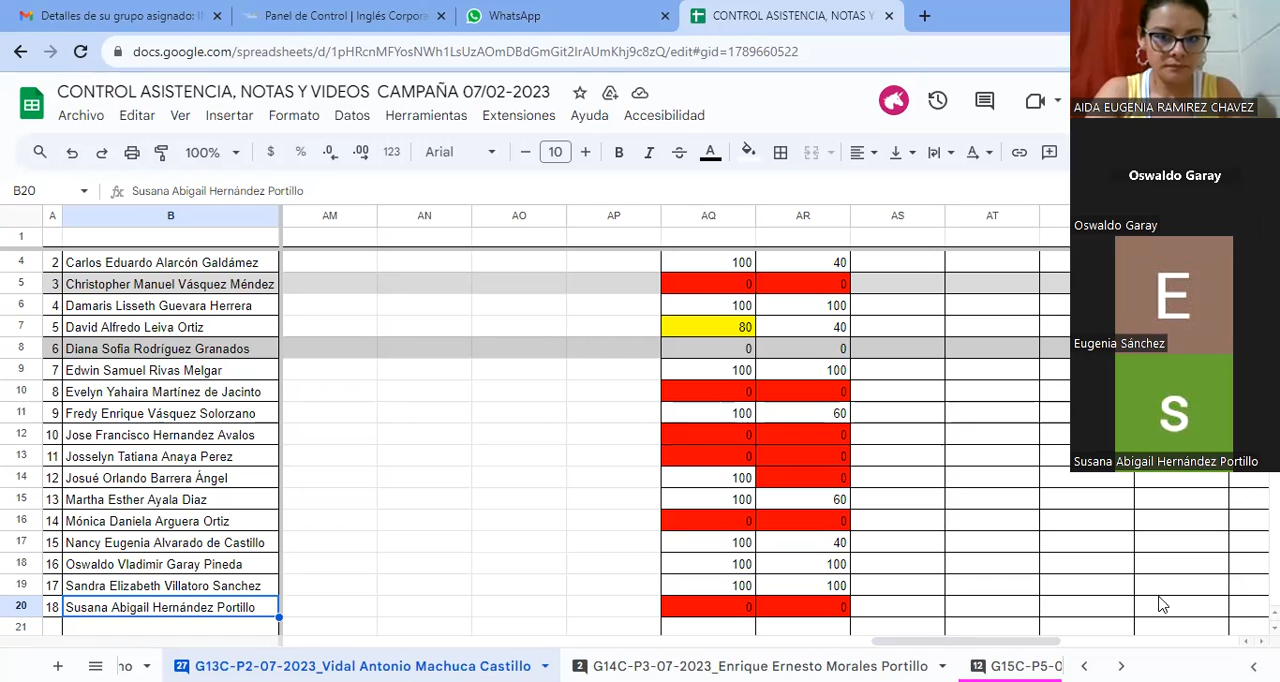 Detalles de su grupo asignado: I
Panel de Control | Inglés Corpora
WhatsApp
CONTROL ASISTENCIA, NOTAS Y
docs.google.com/spreadsheets/d/1pHRcrMFYosNWh1LsUzAOmDBdGmGit2IrAUmKhj9c8zQ/edit#gid=1789660522
CONTROL ASISTENCIA, NOTAS Y VIDEOS_CAMPAÑA 07/02-2023
Archivo Editar Ayuda Accesibilidad
100% $ % .0 .00 123 Arial 10 B I A
B20 fx Susana Abigail Hernández Portillo
A B AM AN AO AP AQ AR AS AT
1
4 2 Carlos Eduardo Alarcón Galdámez 100 40
5 3 Christopher Manuel Vásquez Méndez 0 0
6 4 Damaris Lisseth Guevara Herrera 100 100
7 5 David Alfredo Leiva Ortiz 80 40
8 6 Diana Sofía Rodríguez Granados 0 0
9 7 Edwin Samuel Rivas Melgar 100 100
10 8 Evelyn Yahaira Martínez de Jacinto 0 0
11 9 Fredy Enrique Vásquez Solorzano 100 60
12 10 Jose Francisco Hernandez Avalos 0 0
13 11 Josselyn Tatiana Anaya Perez 0 0
14 12 Josué Orlando Barrera Ángel 100 0
15 13 Martha Esther Ayala Diaz 100 60
16 14 Mónica Daniela Arguera Ortiz 0 0
17 15 Nancy Eugenia Alvarado de Castillo 100 40
18 16 Oswaldo Vladimir Garay Pineda 100 100
19 17 Sandra Elizabeth Villatoro Sanchez 100 100
20 18 Susana Abigail Hernández Portillo 0 0
21
27 G13C-P2-07-2023_Vidal Antonio Machuca Castillo 2 G14C-P3-07-2023_Enrique Ernesto Morales Portillo 12 G15C-P5-0
AIDA EUGENIA RAMIREZ CHAVEZ
Oswaldo Garay
Oswaldo Garay
E
Eugenia Sánchez
S
Susana Abigail Hernández Portillo